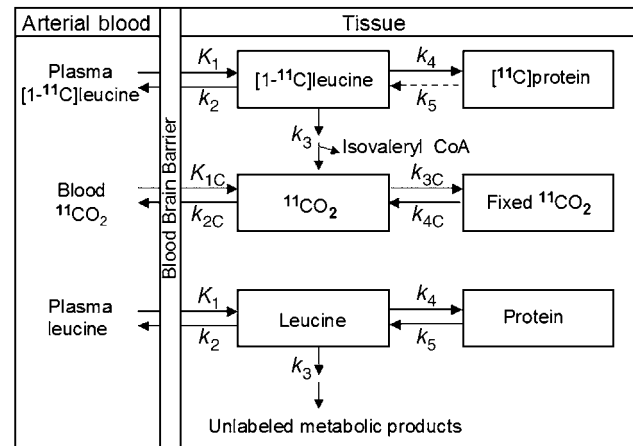 Arterial blood
Tissue
Blood Brain Barrier
Plasma
[1-¹¹C]leucine
K₁
k₂
[1-¹¹C]leucine
k₄
k₅
[¹¹C]protein
k₃
Isovaleryl CoA
Blood
¹¹CO₂
K₁C
k₂C
¹¹CO₂
k₃C
k₄C
Fixed ¹¹CO₂
Plasma
leucine
K₁
k₂
Leucine
k₄
k₅
Protein
k₃
Unlabeled metabolic products